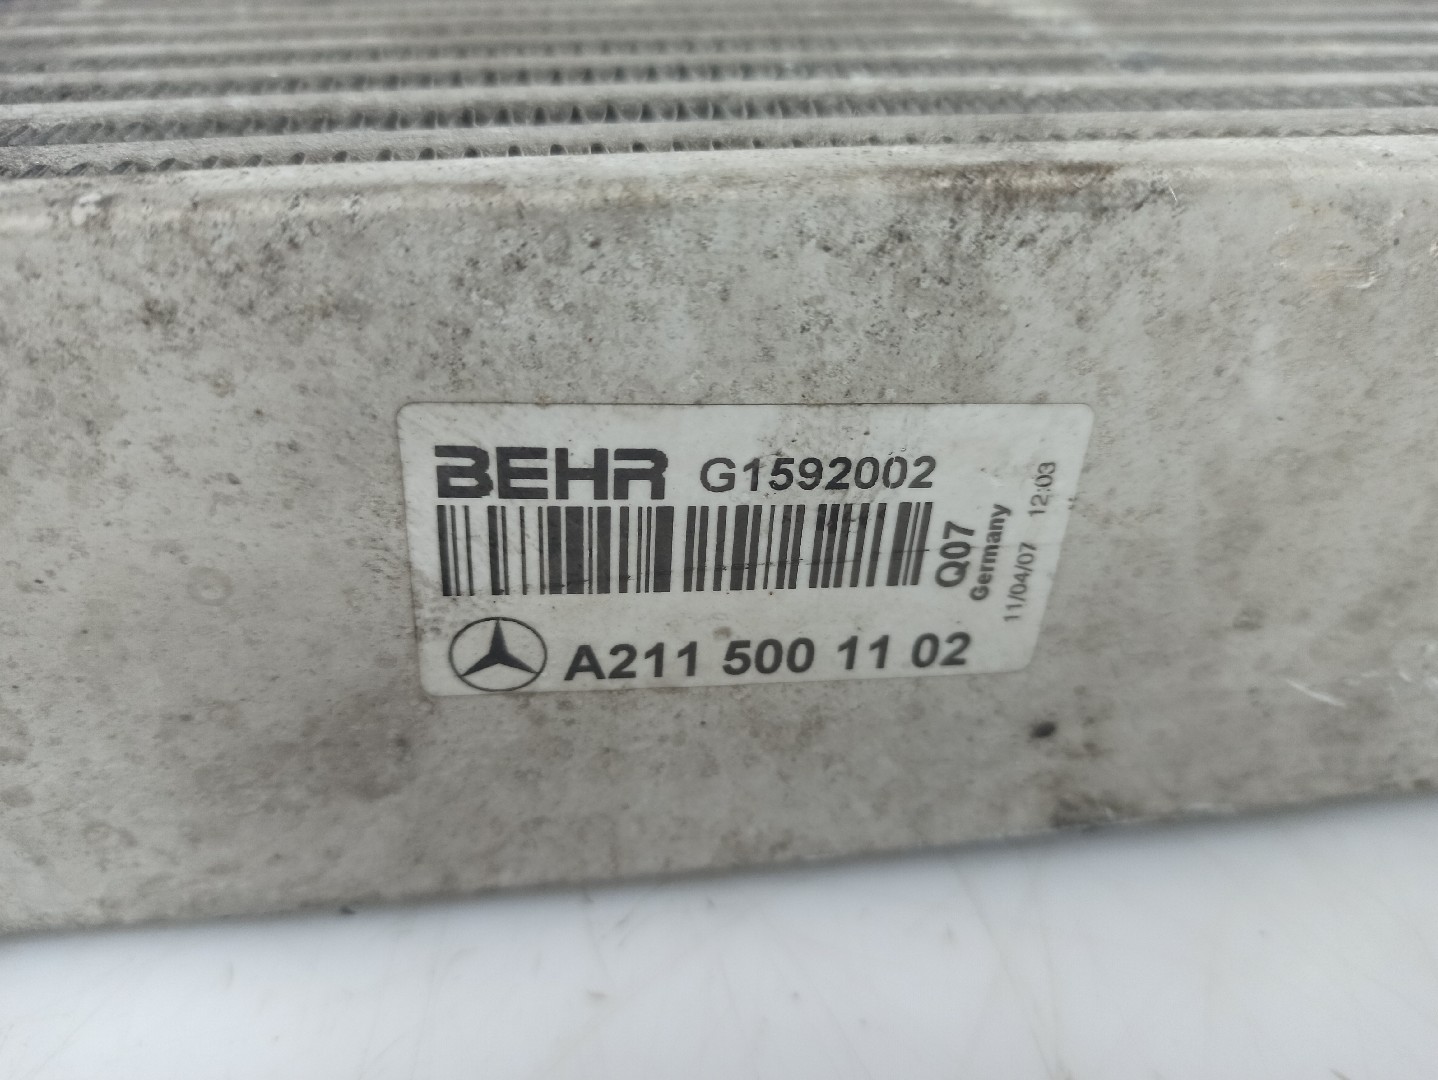 BEHR G1592002
Q07
Germany
11/04/07 12:03
A211 500 11 02